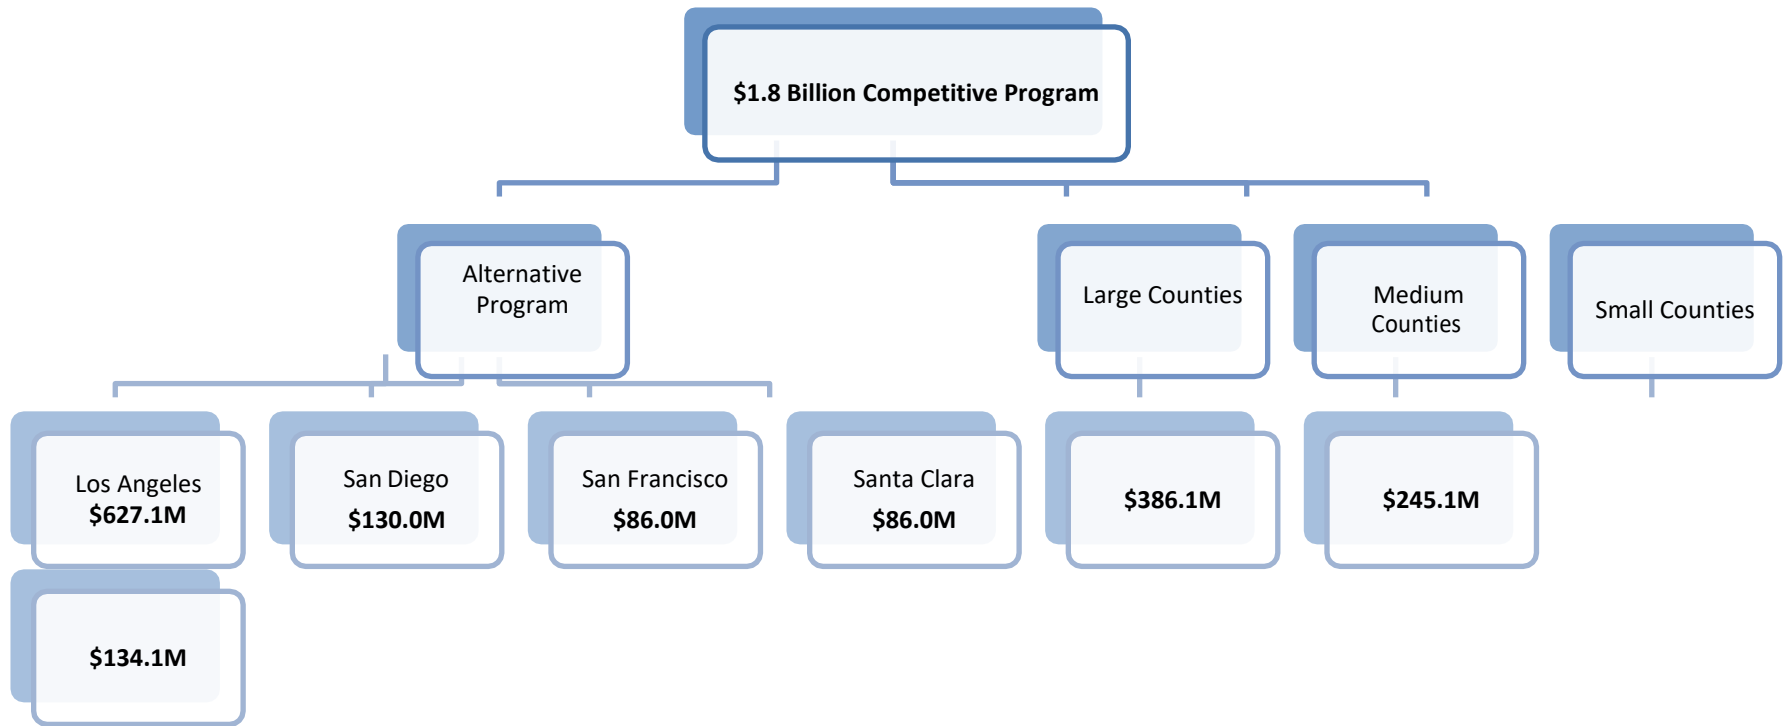 $1.8 Billion Competitive Program
Alternative
Program
Large Counties
Medium
Counties
Small Counties
Los Angeles
$627.1M
San Diego
$130.0M
San Francisco
$86.0M
Santa Clara
$86.0M
$386.1M
$245.1M
$134.1M